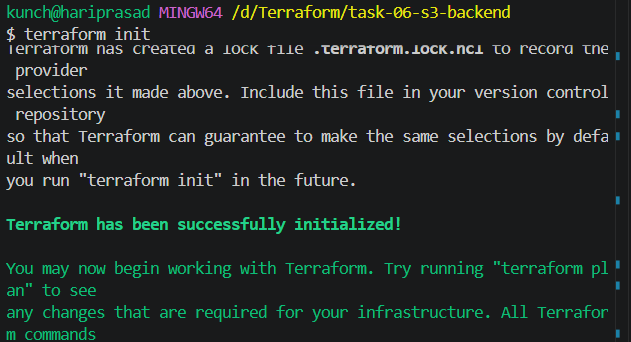 kunch@hariprasad MINGW64 /d/Terraform/task-06-s3-backend
$ terraform init
Terraform has created a lock file .terraform.lock.hcl to record the
 provider
selections it made above. Include this file in your version control
 repository
so that Terraform can guarantee to make the same selections by defa
ult when
you run "terraform init" in the future.
Terraform has been successfully initialized!
You may now begin working with Terraform. Try running "terraform pl
an" to see
any changes that are required for your infrastructure. All Terrafor
m commands